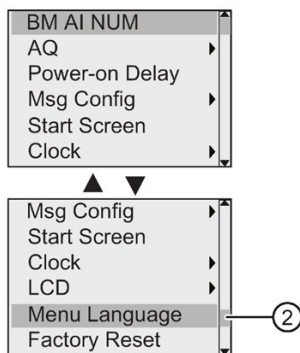 BM AI NUM
AQ
Power-on Delay
Msg Config
Start Screen
Clock
Msg Config
Start Screen
Clock
LCD
Menu Language
2
Factory Reset